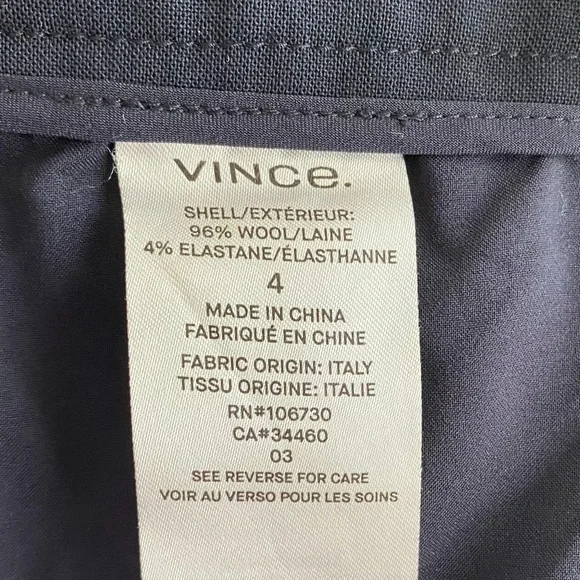 VINCe.
SHELL/EXTÉRIEUR:
96% WOOL/LAINE
4% ELASTANE/ÉLASTHANNE
4
MADE IN CHINA
FABRIQUÉ EN CHINE
FABRIC ORIGIN: ITALY
TISSU ORIGINE: ITALIE
RN#106730
CA#34460
03
SEE REVERSE FOR CARE
VOIR AU VERSO POUR LES SOINS